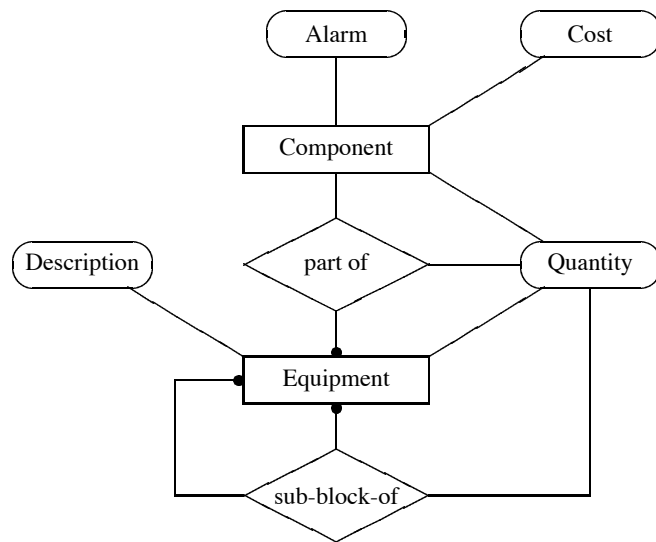 Alarm
Cost
Component
part of
Description
Quantity
Equipment
sub-block-of